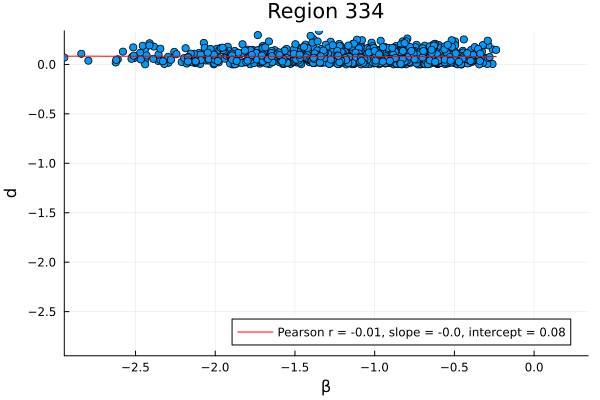 Region 334
0.0
−0.5
−1.0
−1.5
−2.0
−2.5
d
Pearson r = -0.01, slope = -0.0, intercept = 0.08
−2.5 −2.0 −1.5 −1.0 −0.5 0.0
β